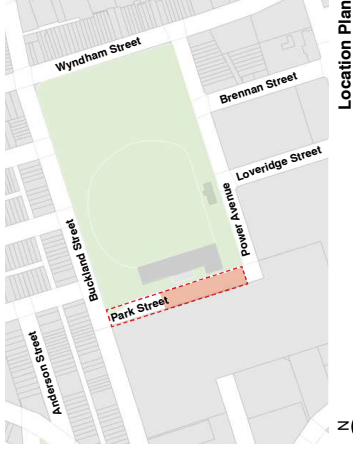 Wyndham Street
Location Plan
Brennan Street
Loveridge Street
Power Avenue
Buckland Street
Park Street
Anderson Street
N